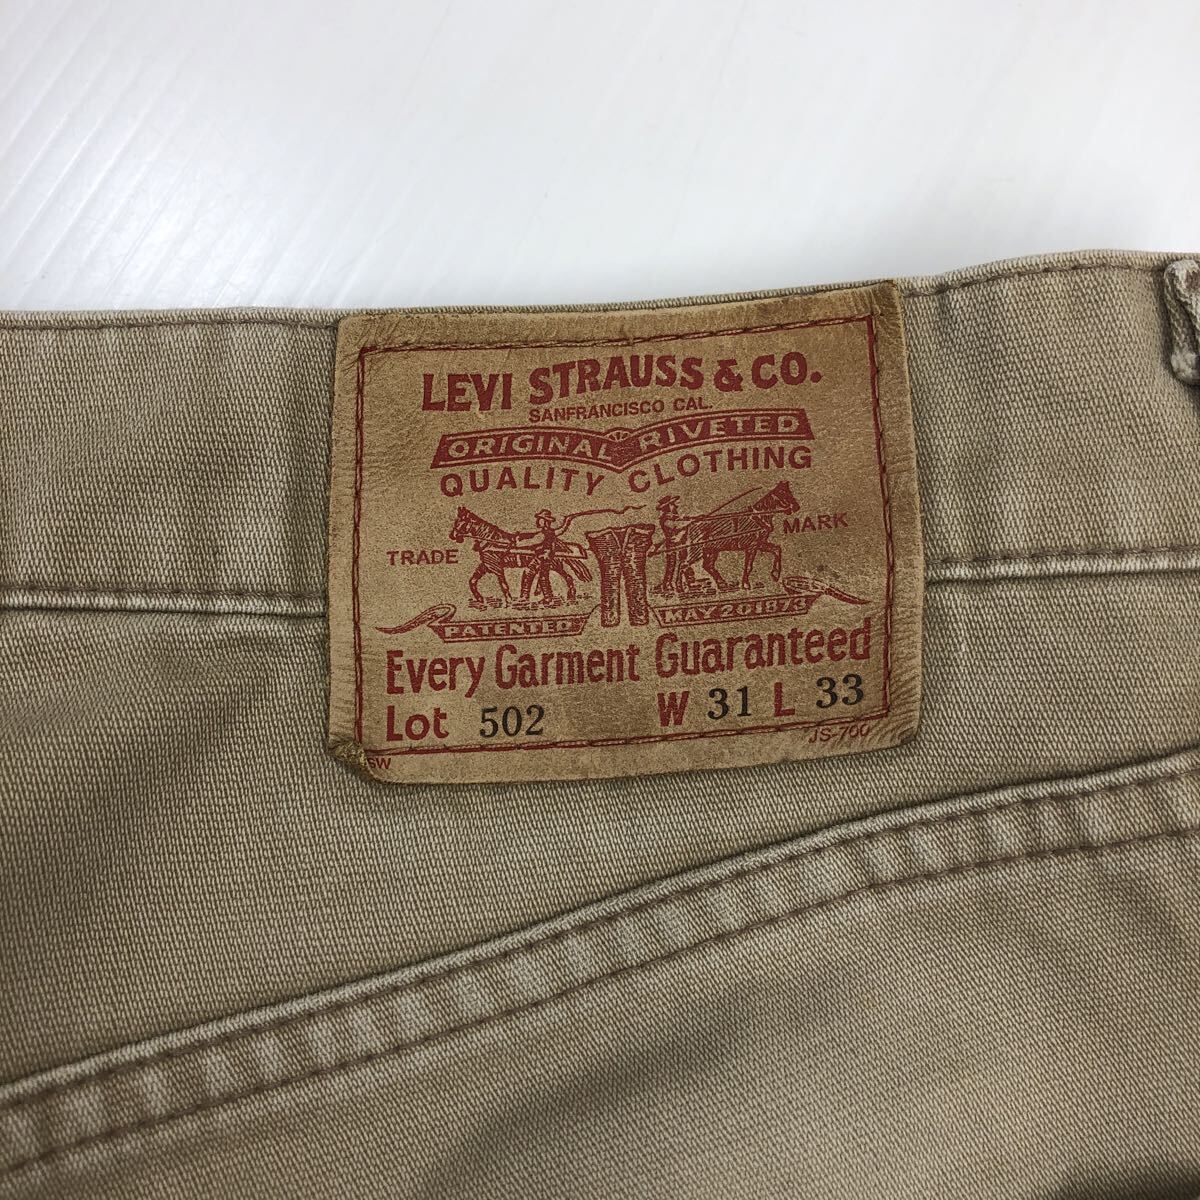 LEVI STRAUSS & CO.
SANFRANCISCO CAL.
ORIGINAL RIVETED
QUALITY CLOTHING
TRADE MARK
PATENTED MAY 20 1873
Every Garment Guaranteed
Lot 502 W 31 L 33
SW JS-700